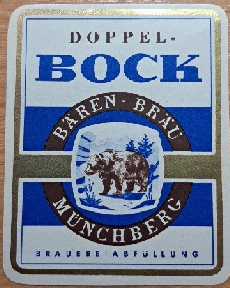 DOPPEL-
BOCK
BÄREN-BRÄU
MÜNCHBERG
BRAUEREIABFÜLLUNG